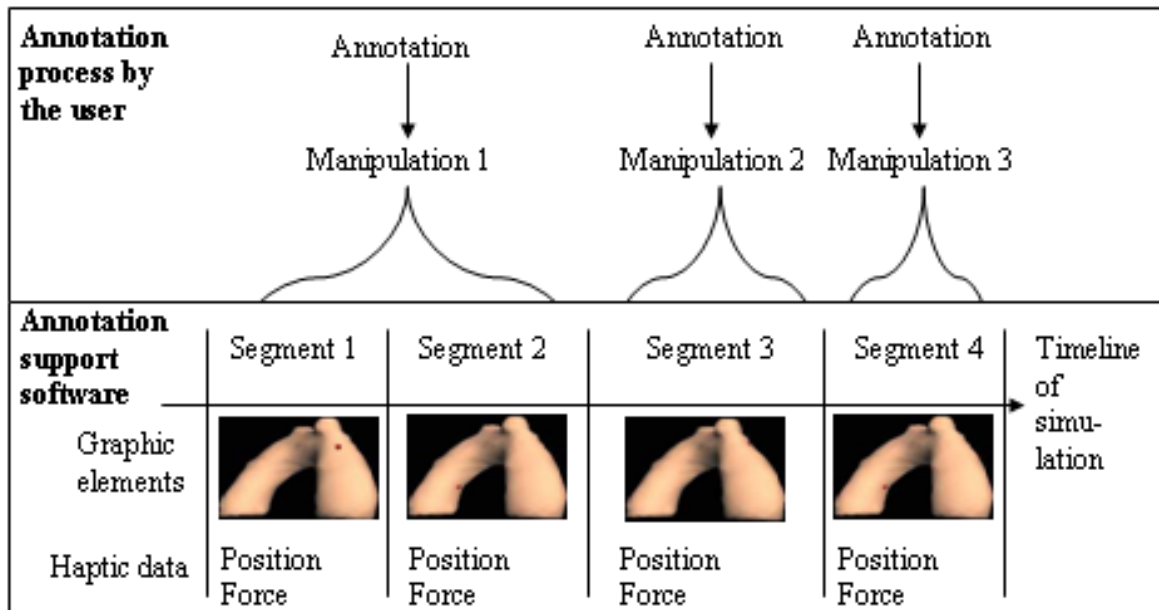 Annotation
process by
the user
Annotation
Annotation
Annotation
Manipulation 1
Manipulation 2
Manipulation 3
Annotation
support
software
Segment 1
Segment 2
Segment 3
Segment 4
Timeline
of
simu-
lation
Graphic
elements
Haptic data
Position
Force
Position
Force
Position
Force
Position
Force